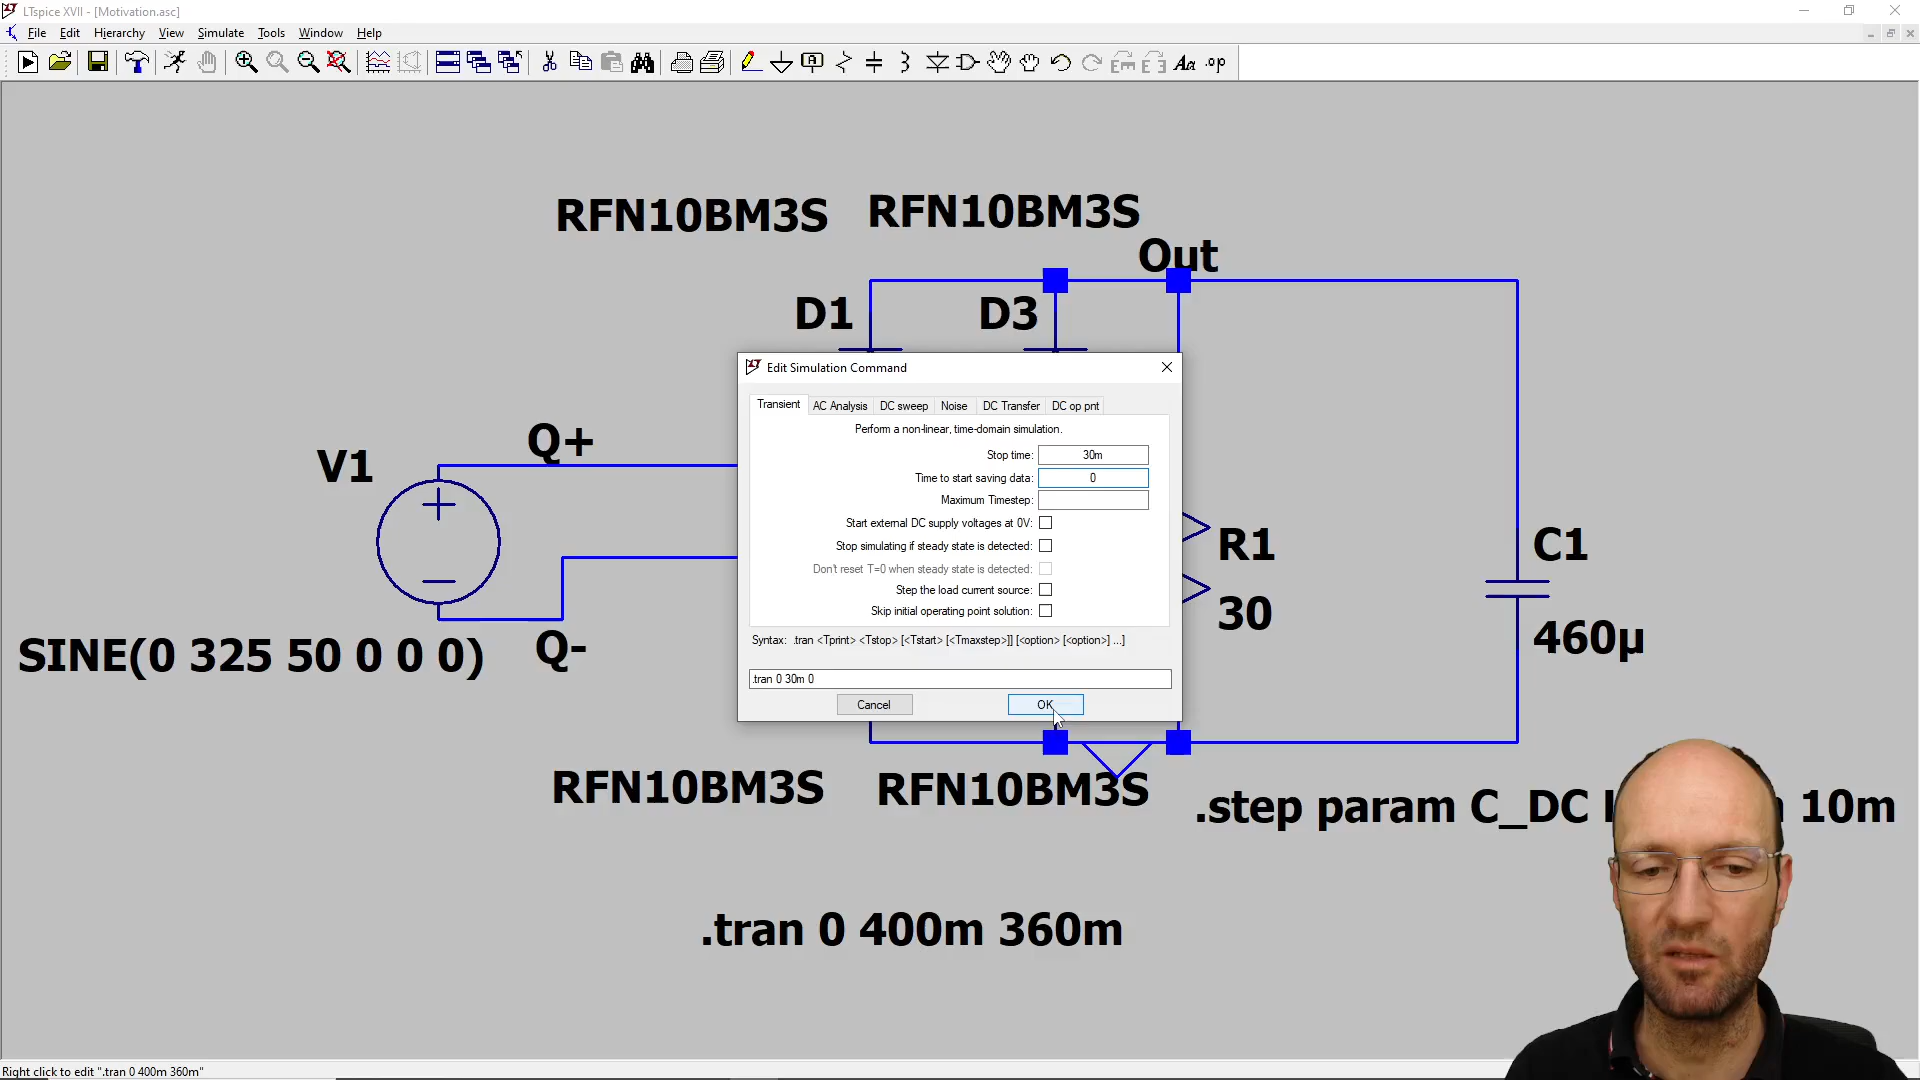 LTspice XVII - [Motivation.asc]
File Edit Hierarchy View Simulate Tools Window Help
RFN10BM3S RFN10BM3S
Out
D1 D3
Edit Simulation Command
Transient AC Analysis DC sweep Noise DC Transfer DC op pnt
Perform a non-linear, time-domain simulation.
Stop time: 30m
Time to start saving data: 0
Maximum Timestep:
Start external DC supply voltages at 0V:
Stop simulating if steady state is detected:
Don't reset T=0 when steady state is detected:
Step the load current source:
Skip initial operating point solution:
Syntax: .tran <Tprint> <Tstop> [<Tstart> [<Tmaxstep>]] [<option> [<option>] ...]
.tran 0 30m 0
Cancel OK
V1
Q+
Q-
SINE(0 325 50 0 0 0)
R1
30
C1
460µ
RFN10BM3S RFN10BM3S
.step param C_DC 10m
.tran 0 400m 360m
Right click to edit ".tran 0 400m 360m"